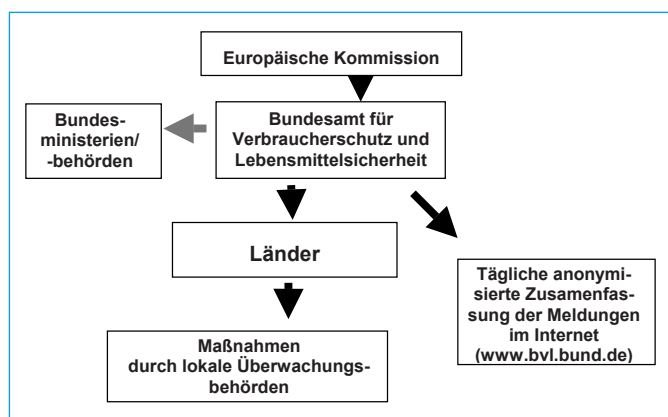 Europäische Kommission
Bundes-
ministerien/
-behörden
Bundesamt für
Verbraucherschutz und
Lebensmittelsicherheit
Länder
Tägliche anonymi-
sierte Zusamenfas-
sung der Meldungen
im Internet
(www.bvl.bund.de)
Maßnahmen
durch lokale Überwachungs-
behörden